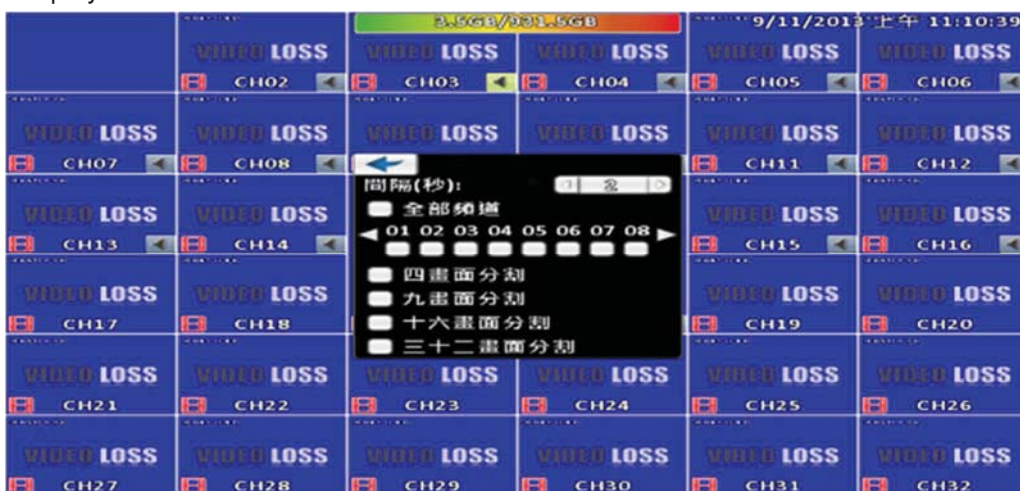 3.5GB/931.5GB
9/11/2013 上午 11:10:39
VIDEO LOSS VIDEO LOSS VIDEO LOSS VIDEO LOSS VIDEO LOSS
CH02 CH03 CH04 CH05 CH06
VIDEO LOSS VIDEO LOSS VIDEO LOSS VIDEO LOSS VIDEO LOSS VIDEO LOSS
CH07 CH08 CH11 CH12
間隔(秒): 2
全部頻道
01 02 03 04 05 06 07 08
四畫面分割
九畫面分割
十六畫面分割
三十二畫面分割
VIDEO LOSS VIDEO LOSS VIDEO LOSS VIDEO LOSS
CH13 CH14 CH15 CH16
VIDEO LOSS VIDEO LOSS VIDEO LOSS VIDEO LOSS
CH17 CH18 CH19 CH20
VIDEO LOSS VIDEO LOSS VIDEO LOSS VIDEO LOSS VIDEO LOSS VIDEO LOSS
CH21 CH22 CH23 CH24 CH25 CH26
VIDEO LOSS VIDEO LOSS VIDEO LOSS VIDEO LOSS VIDEO LOSS VIDEO LOSS
CH27 CH28 CH29 CH30 CH31 CH32